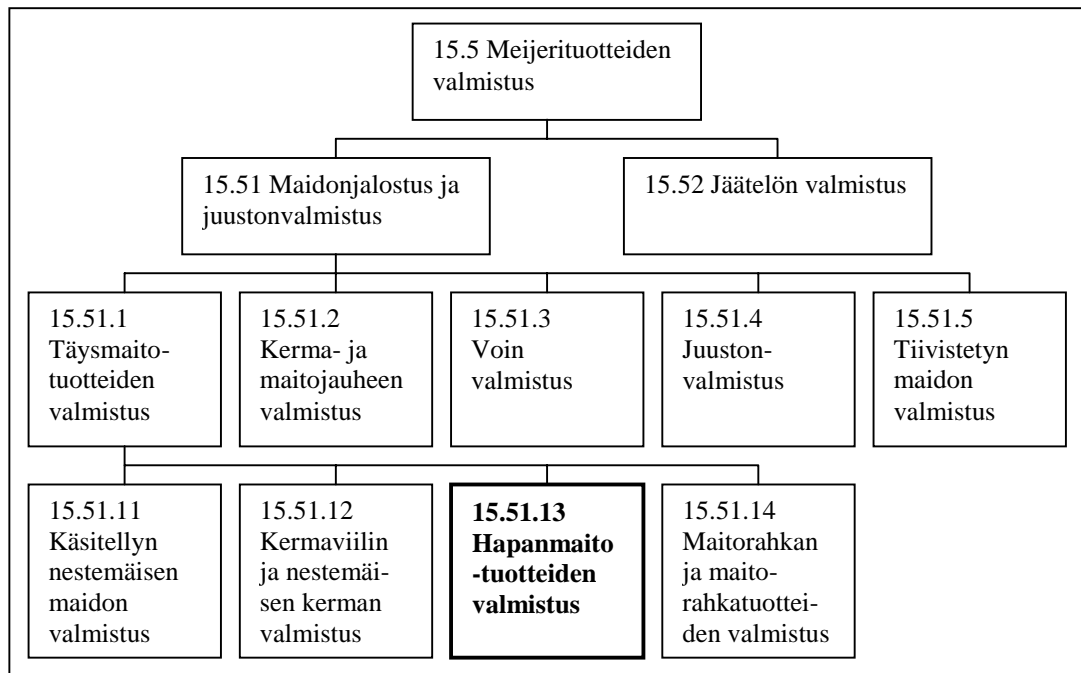 15.5 Meijerituotteiden
valmistus
15.51 Maidonjalostus ja
juustonvalmistus
15.52 Jäätelön valmistus
15.51.1
Täysmaito-
tuotteiden
valmistus
15.51.2
Kerma- ja
maitojauheen
valmistus
15.51.3
Voin
valmistus
15.51.4
Juuston-
valmistus
15.51.5
Tiivistetyn
maidon
valmistus
15.51.11
Käsitellyn
nestemäisen
maidon
valmistus
15.51.12
Kermaviilin
ja nestemäi-
sen kerman
valmistus
15.51.13
Hapanmaito
-tuotteiden
valmistus
15.51.14
Maitorahkan
ja maito-
rahkatuottei-
den valmistus